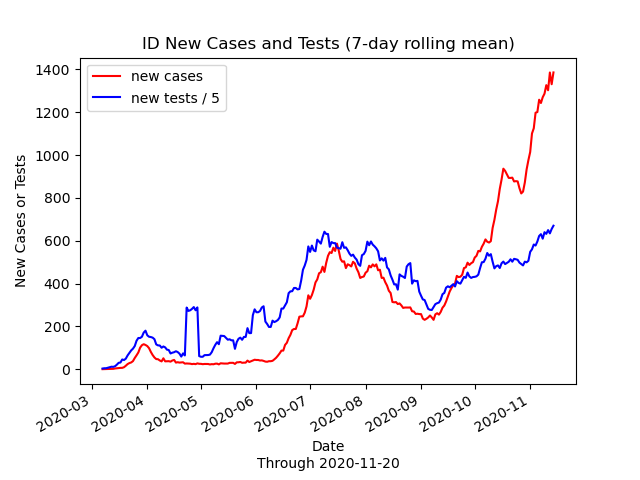 ID New Cases and Tests (7-day rolling mean)
new cases
new tests / 5
New Cases or Tests
1400
1200
1000
800
600
400
200
0
2020-03
2020-04
2020-05
2020-06
2020-07
2020-08
2020-09
2020-10
2020-11
Date
Through 2020-11-20